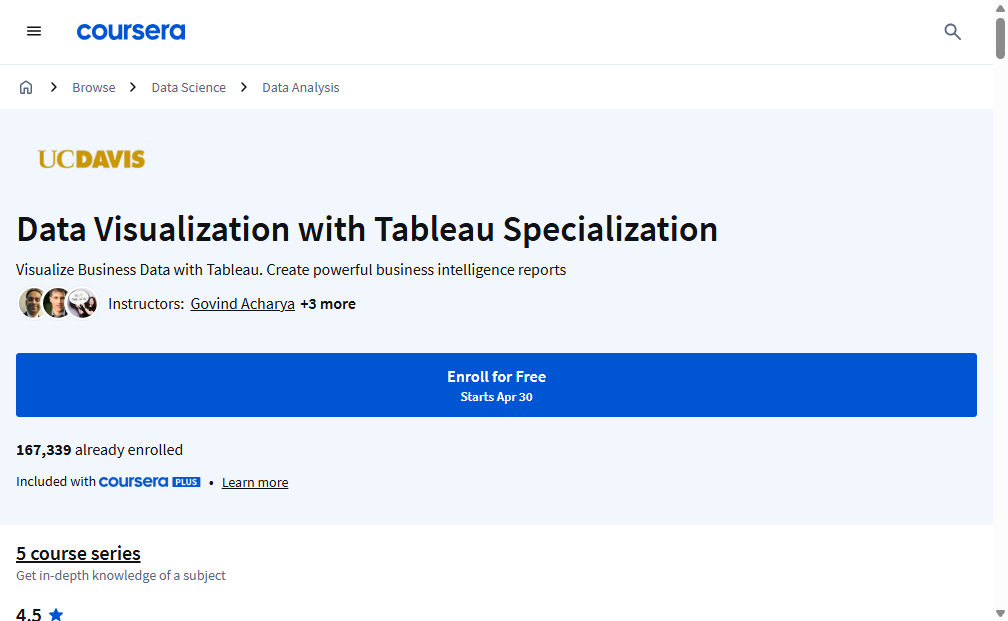 coursera
Browse Data Science Data Analysis
UCDAVIS
Data Visualization with Tableau Specialization
Visualize Business Data with Tableau. Create powerful business intelligence reports
Instructors: Govind Acharya +3 more
Enroll for Free
Starts Apr 30
167,339 already enrolled
Included with coursera PLUS • Learn more
5 course series
Get in-depth knowledge of a subject
4.5